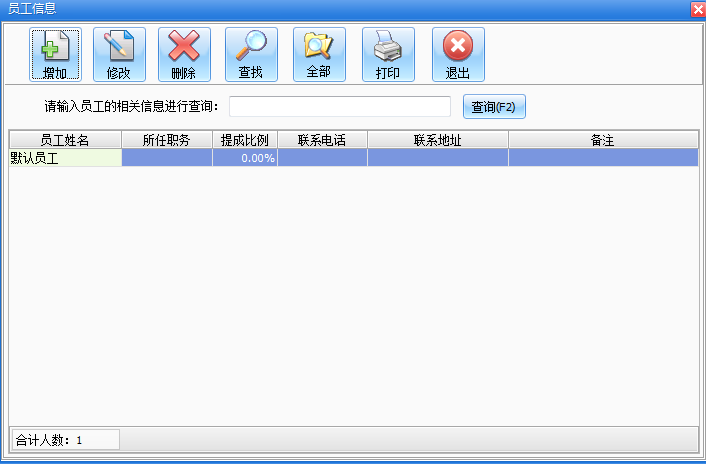 员工信息
增加 修改 删除 查找 全部 打印 退出
请输入员工的相关信息进行查询： 查询(F2)
员工姓名 所任职务 提成比例 联系电话 联系地址 备注
默认员工 0.00%
合计人数：1